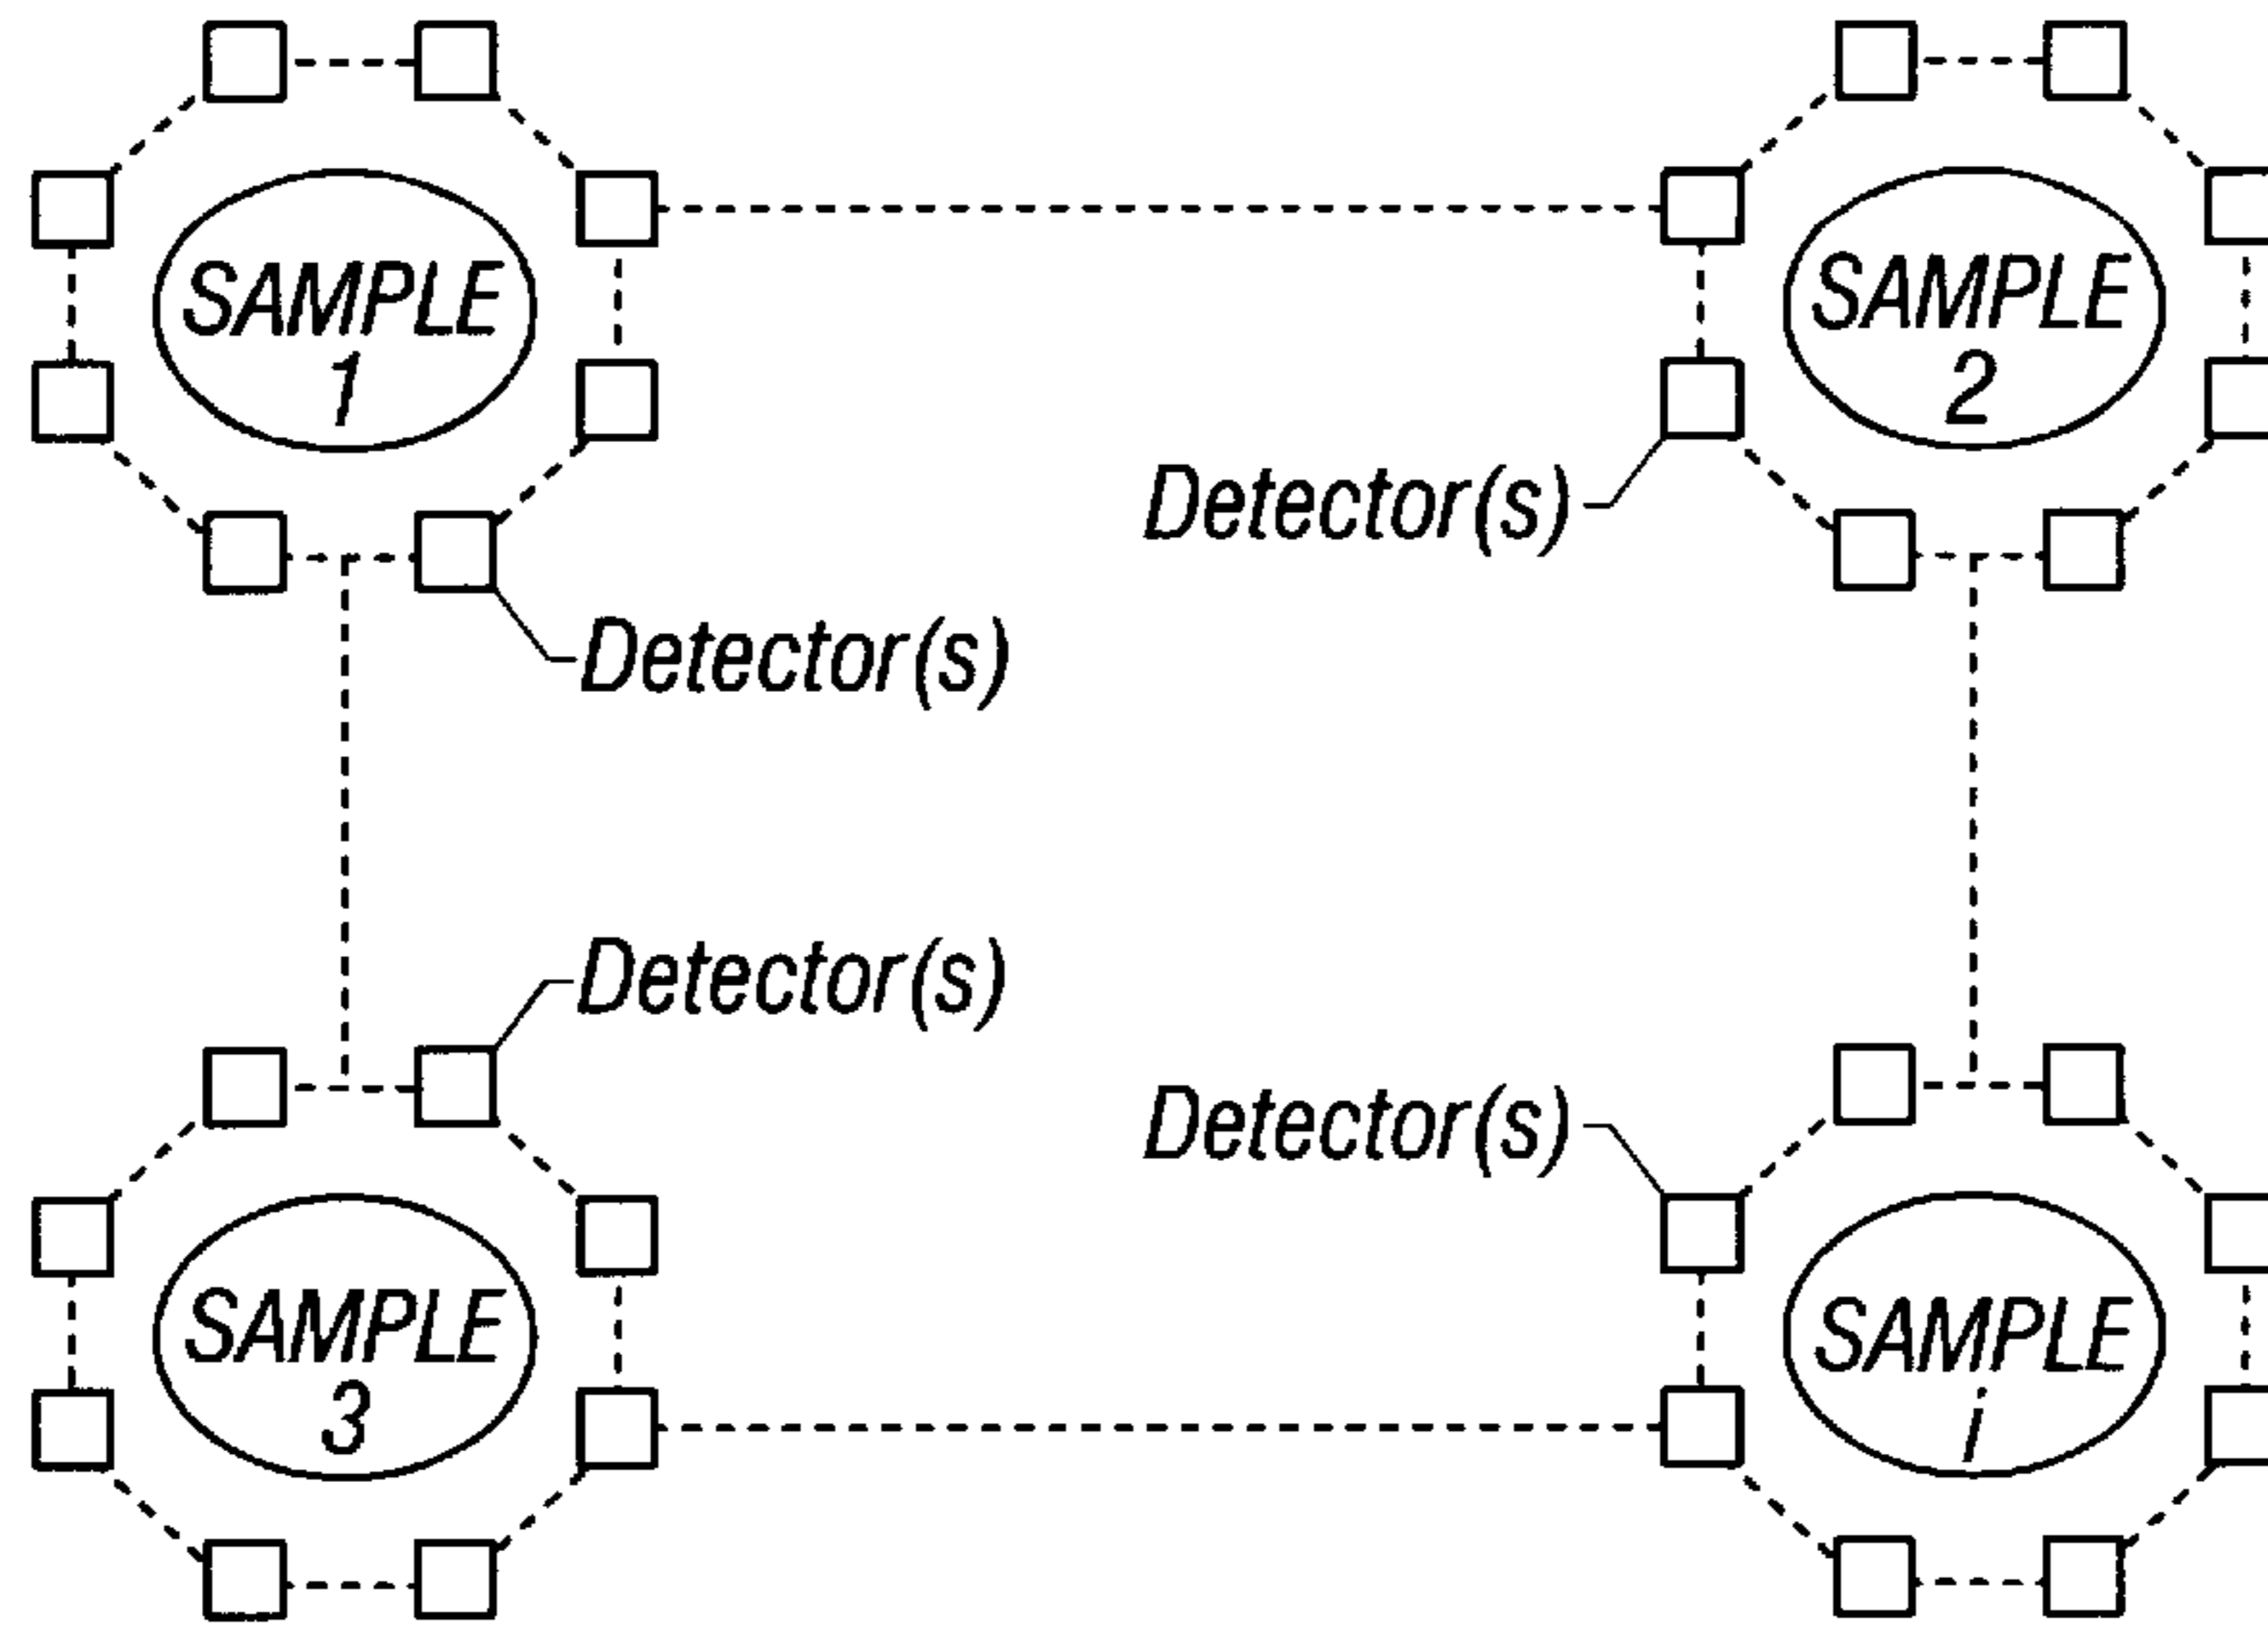 SAMPLE
1
SAMPLE
2
Detector(s)
Detector(s)
Detector(s)
Detector(s)
SAMPLE
3
SAMPLE
i